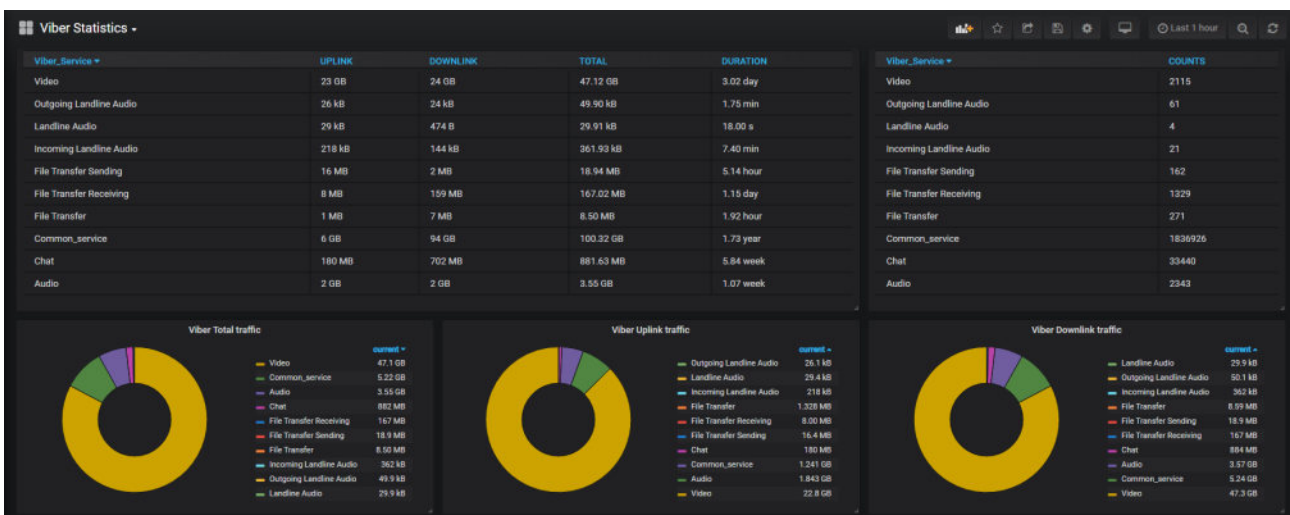 Viber Statistics
Last 1 hour
Viber_Service UPLINK DOWNLINK TOTAL DURATION
Video 23 GB 24 GB 47.12 GB 3.02 day
Outgoing Landline Audio 26 kB 24 kB 49.90 kB 1.75 min
Landline Audio 29 kB 474 B 29.91 kB 18.00 s
Incoming Landline Audio 218 kB 144 kB 361.93 kB 7.40 min
File Transfer Sending 16 MB 2 MB 18.94 MB 5.14 hour
File Transfer Receiving 8 MB 159 MB 167.02 MB 1.15 day
File Transfer 1 MB 7 MB 8.50 MB 1.92 hour
Common_service 6 GB 94 GB 100.32 GB 1.73 year
Chat 180 MB 702 MB 881.63 MB 5.84 week
Audio 2 GB 2 GB 3.55 GB 1.07 week
Viber_Service COUNTS
Video 2115
Outgoing Landline Audio 61
Landline Audio 4
Incoming Landline Audio 21
File Transfer Sending 162
File Transfer Receiving 1329
File Transfer 271
Common_service 1836926
Chat 33440
Audio 2343
Viber Total traffic
current
Video 47.1 GB
Common_service 5.22 GB
Audio 3.55 GB
Chat 882 MB
File Transfer Receiving 167 MB
File Transfer Sending 18.9 MB
File Transfer 8.50 MB
Incoming Landline Audio 362 kB
Outgoing Landline Audio 49.9 kB
Landline Audio 29.9 kB
Viber Uplink traffic
current
Outgoing Landline Audio 26.1 kB
Landline Audio 29.4 kB
Incoming Landline Audio 218 kB
File Transfer 1.328 MB
File Transfer Receiving 8.00 MB
File Transfer Sending 16.4 MB
Chat 180 MB
Common_service 1.241 GB
Audio 1.843 GB
Video 22.8 GB
Viber Downlink traffic
current
Landline Audio 29.9 kB
Outgoing Landline Audio 50.1 kB
Incoming Landline Audio 362 kB
File Transfer 8.59 MB
File Transfer Sending 18.9 MB
File Transfer Receiving 167 MB
Chat 884 MB
Audio 3.57 GB
Common_service 5.24 GB
Video 47.3 GB